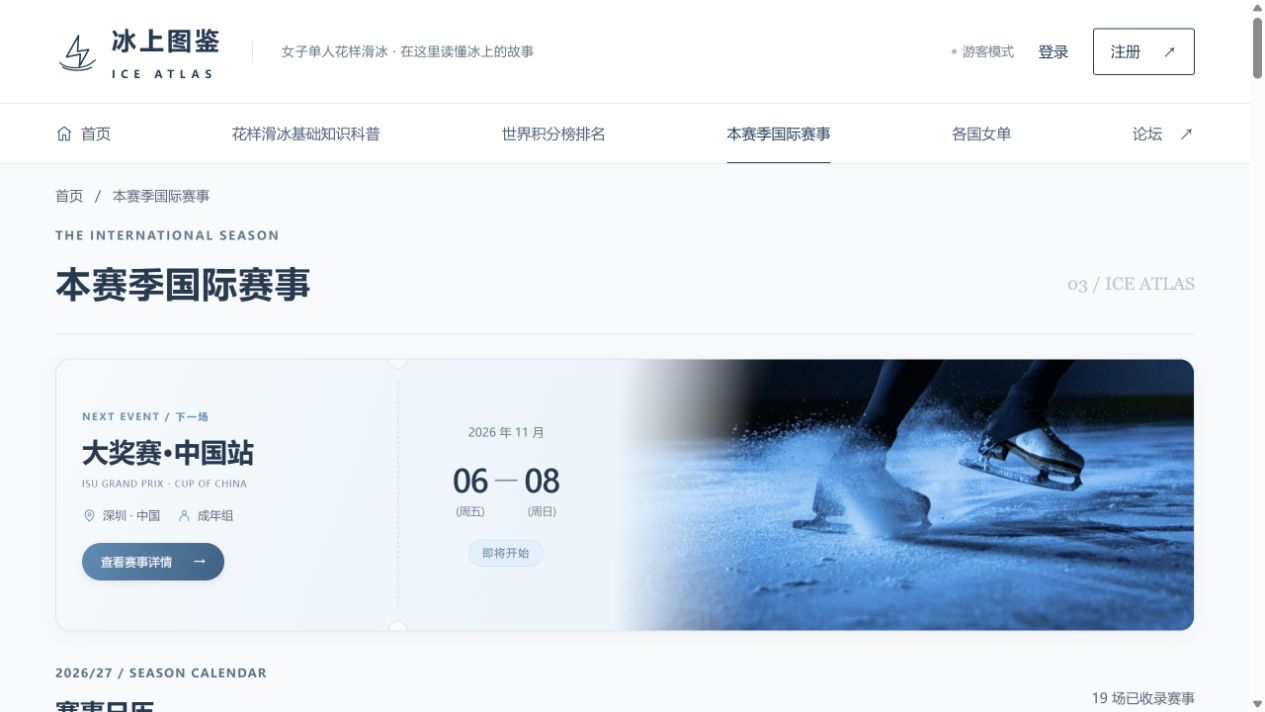 冰上图鉴
ICE ATLAS
女子单人花样滑冰 · 在这里读懂冰上的故事
游客模式
登录
注册 ↗
首页
花样滑冰基础知识科普
世界积分榜排名
本赛季国际赛事
各国女单
论坛 ↗
首页 / 本赛季国际赛事
THE INTERNATIONAL SEASON
本赛季国际赛事
03 / ICE ATLAS
NEXT EVENT / 下一场
大奖赛•中国站
ISU GRAND PRIX · CUP OF CHINA
深圳 · 中国 成年组
查看赛事详情 →
2026 年 11 月
06 — 08
(周五) (周日)
即将开始
2026/27 / SEASON CALENDAR
赛事日历
19 场已收录赛事